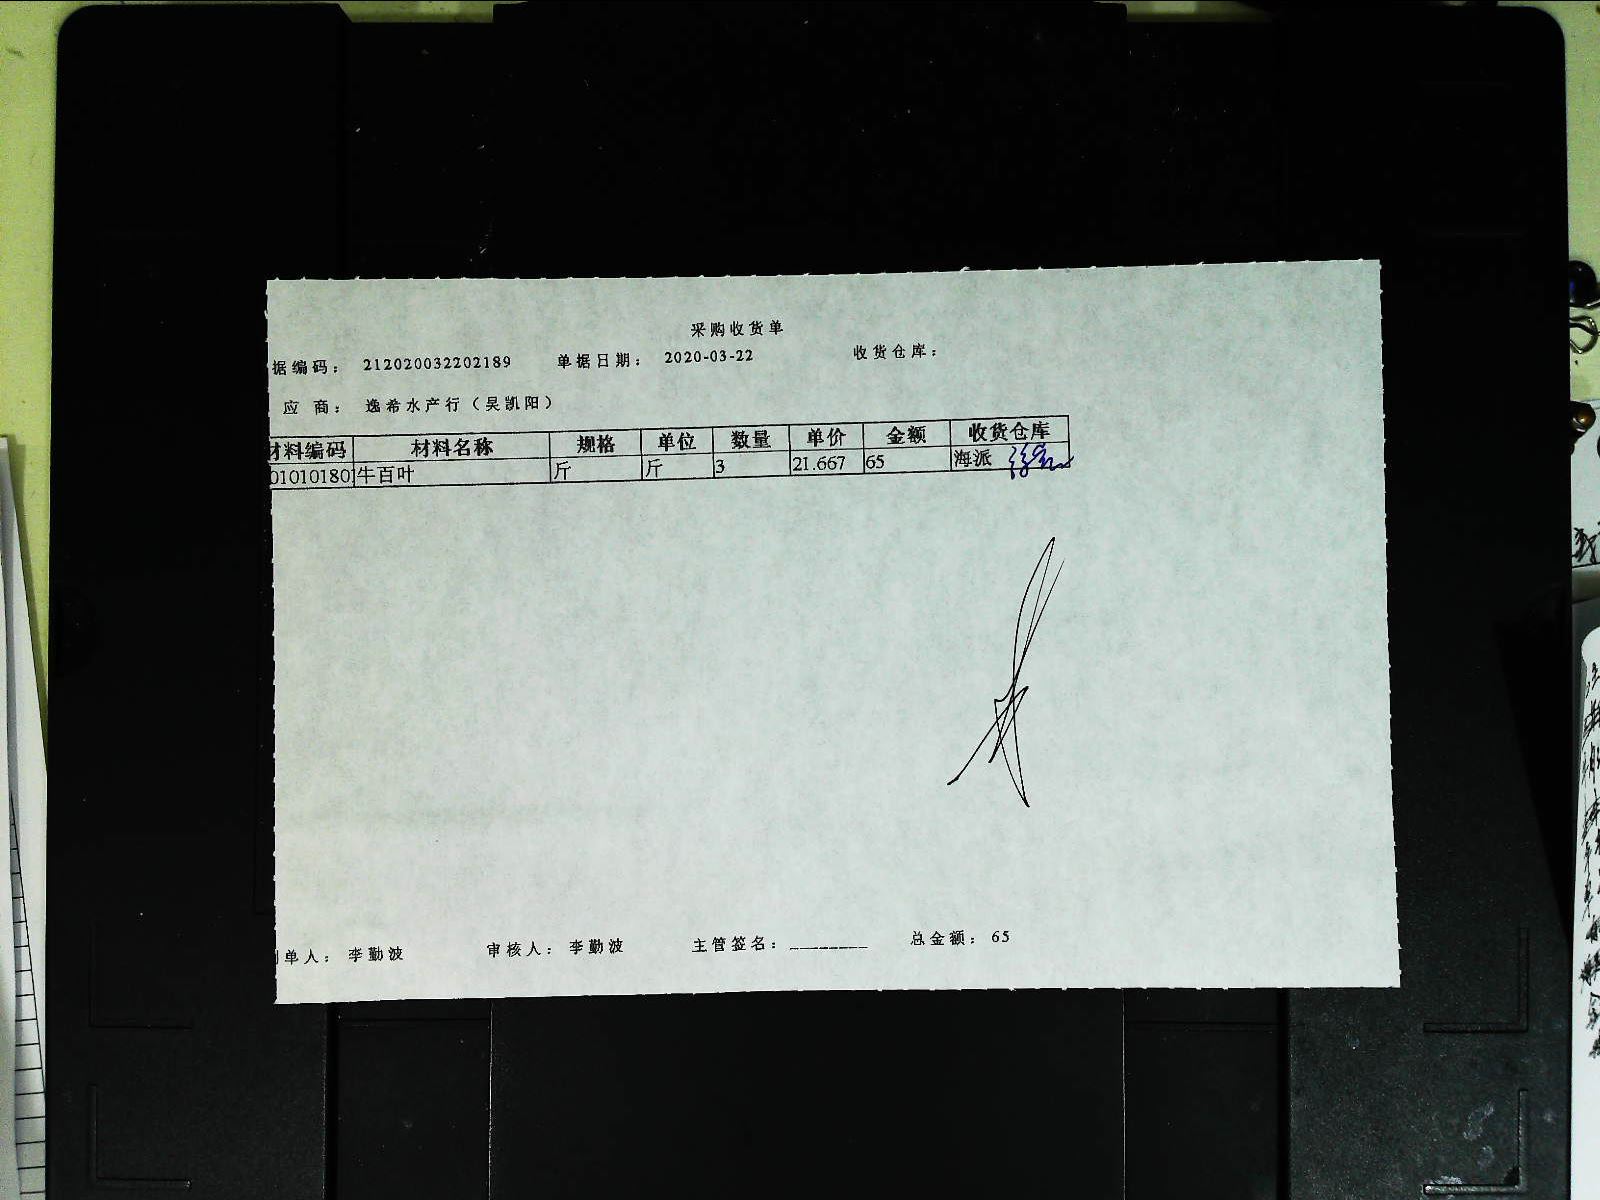 采购收货单
据编码: 212020032202189 单据日期: 2020-03-22 收货仓库:
应 商: 逸希水产行(吴凯阳)
材料编码 材料名称 规格 单位 数量 单价 金额 收货仓库
01010180 牛百叶 斤 斤 3 21.667 65 海派
单人: 李勤波 审核人: 李勤波 主管签名: ________ 总金额: 65